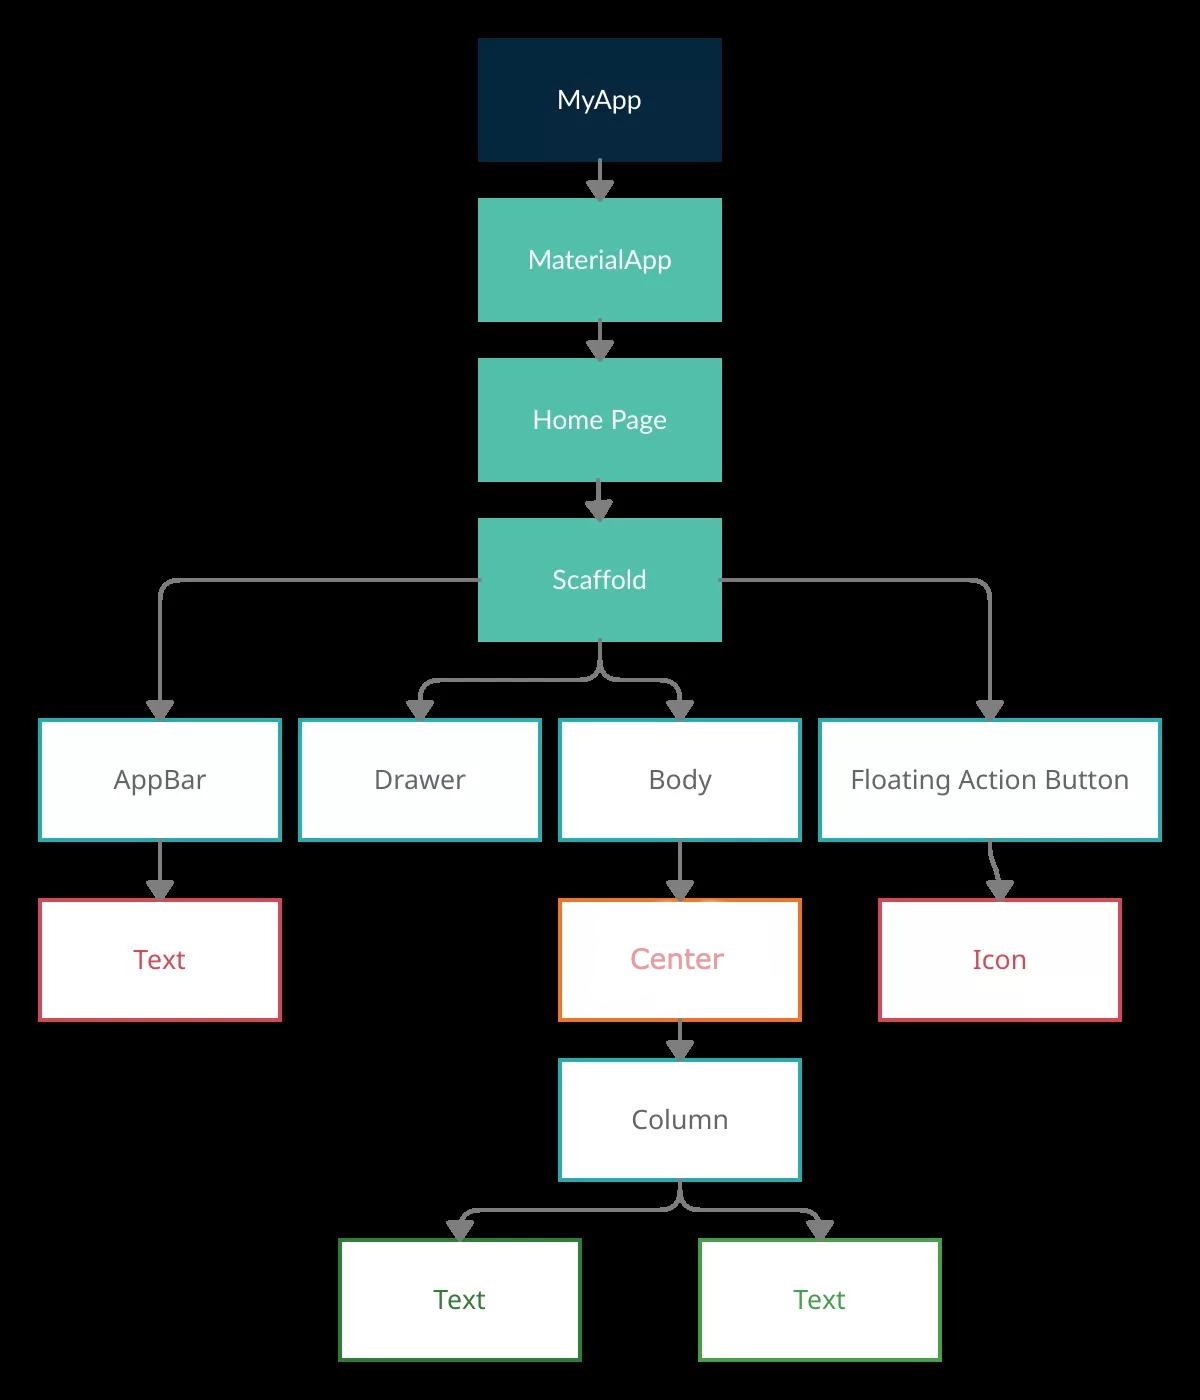 MyApp
MaterialApp
Home Page
Scaffold
AppBar
Drawer
Body
Floating Action Button
Text
Center
Icon
Column
Text
Text